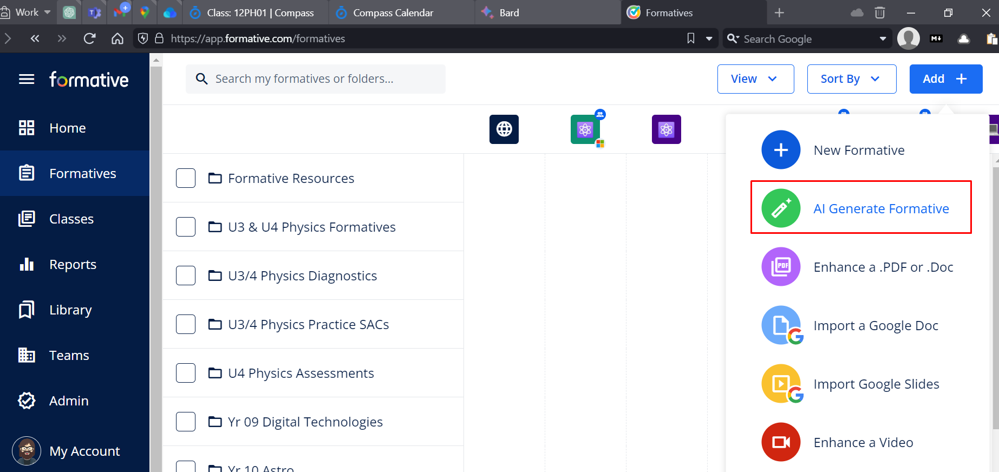 Work
Class: 12PH01 | Compass
Compass Calendar
Bard
Formatives
https://app.formative.com/formatives
Search Google
M↓
formative
Search my formatives or folders...
View
Sort By
Add +
Home
Formatives
Classes
Reports
Library
Teams
Admin
My Account
Formative Resources
U3 & U4 Physics Formatives
U3/4 Physics Diagnostics
U3/4 Physics Practice SACs
U4 Physics Assessments
Yr 09 Digital Technologies
Yr 10 Astro
New Formative
AI Generate Formative
PDF
Enhance a .PDF or .Doc
Import a Google Doc
Import Google Slides
Enhance a Video